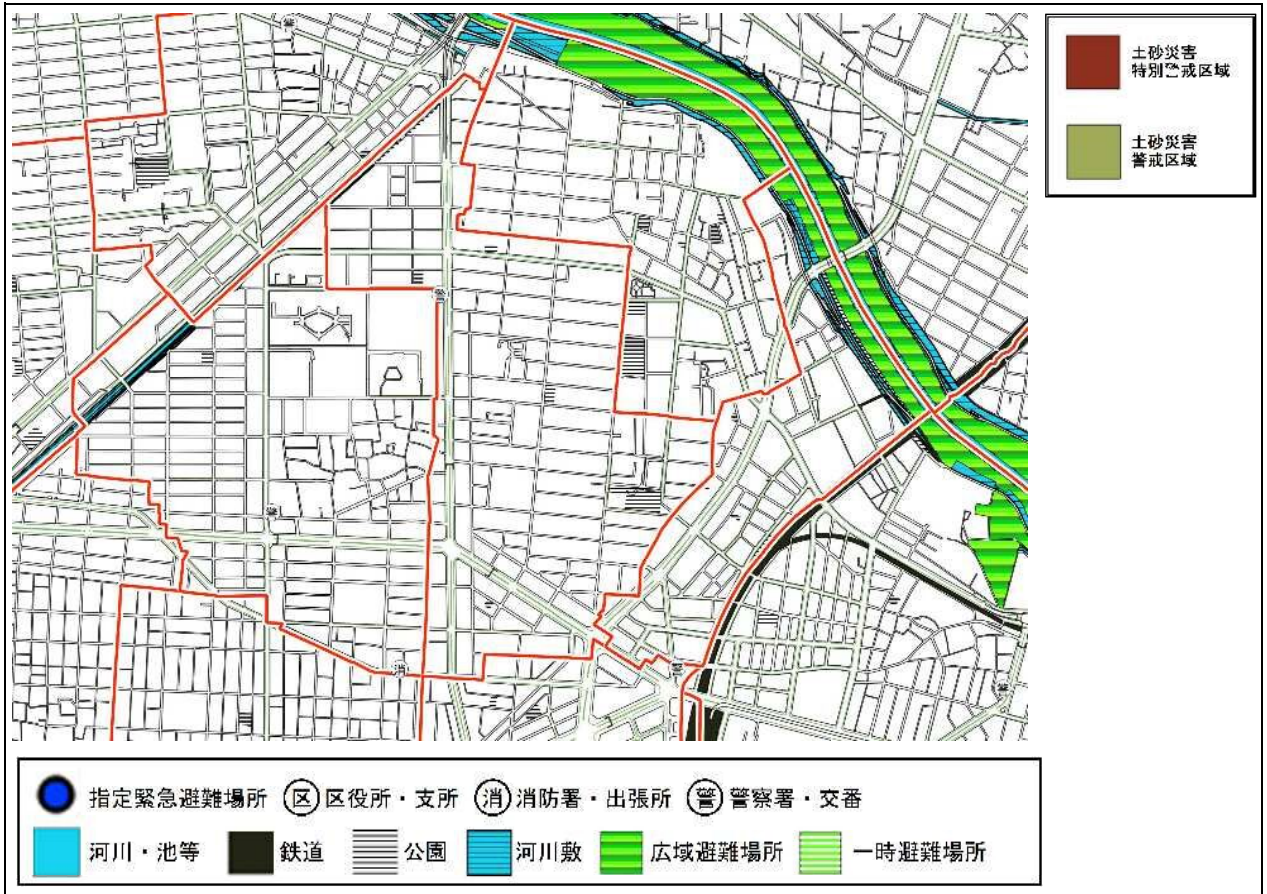 土砂災害
特別警戒区域
土砂災害
警戒区域
警
警
警
消
警
警
指定緊急避難場所 区 区役所・支所 消 消防署・出張所 警 警察署・交番
河川・池等 鉄道 公園 河川敷 広域避難場所 一時避難場所